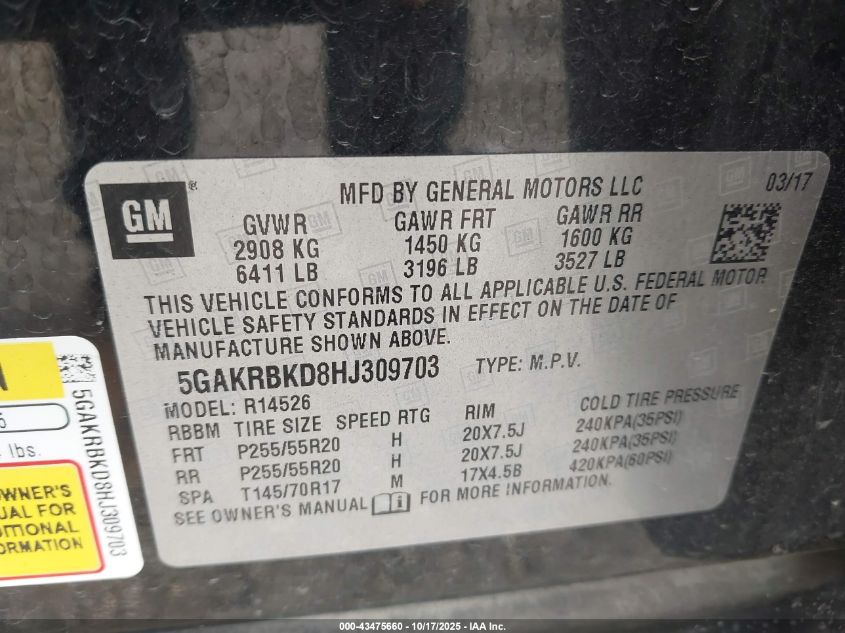 GM ®
MFD BY GENERAL MOTORS LLC
03/17
GVWR GAWR FRT GAWR RR
2908 KG 1450 KG 1600 KG
6411 LB 3196 LB 3527 LB
THIS VEHICLE CONFORMS TO ALL APPLICABLE U.S. FEDERAL MOTOR
VEHICLE SAFETY STANDARDS IN EFFECT ON THE DATE OF
MANUFACTURE SHOWN ABOVE.
5GAKRBKD8HJ309703 TYPE: M.P.V.
MODEL: R14526
RBBM TIRE SIZE SPEED RTG RIM COLD TIRE PRESSURE
FRT P255/55R20 H 20X7.5J 240KPA(35PSI)
RR P255/55R20 H 20X7.5J 240KPA(35PSI)
SPA T145/70R17 M 17X4.5B 420KPA(60PSI)
SEE OWNER'S MANUAL FOR MORE INFORMATION.
lbs.
5GAKRBKD8HJ309703
OWNER'S
FOR
INFORMATION
000-43475660 - 10/17/2025 - IAA Inc.